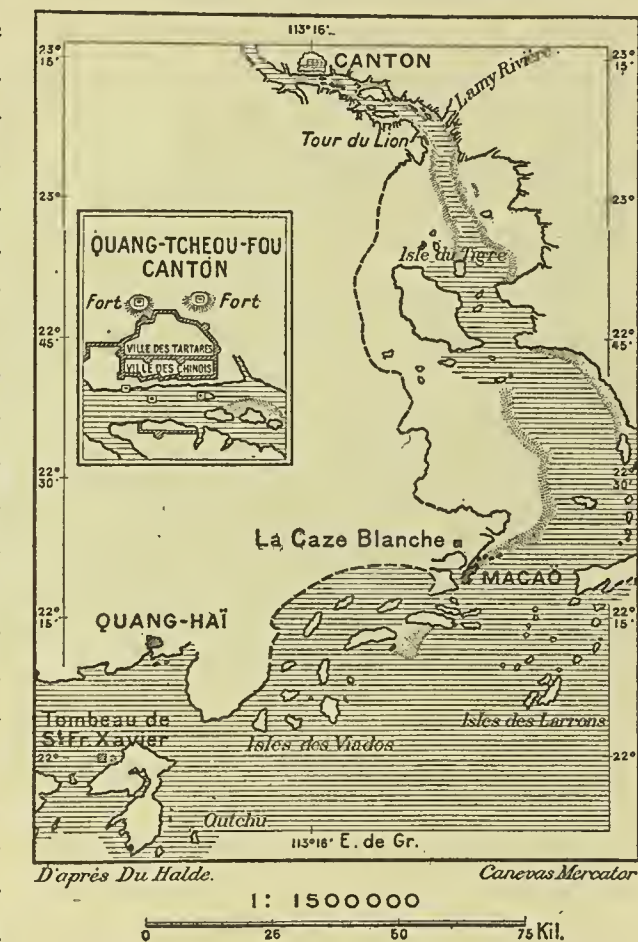 113°16'
23°
15'
23°
15'
CANTON
Lamy Rivière
Tour du Lion
23°
23°
QUANG-TCHEOU-FOU
CANTON
Fort
Fort
VILLE DES TARTARES
VILLE DES CHINOIS
Isle du Tigre
22°
45'
22°
45'
22°
30'
22°
30'
La Caze Blanche
MACAÖ
22°
15'
22°
15'
QUANG-HAÏ
Tombeau de
St Fr. Xavier
22°
22°
Isles des Viados
Isles des Larrons
Outchu
113°16' E. de Gr.
D'après Du Halde.
Canevas Mercator
1: 1500000
0 25 50 75 Kil.